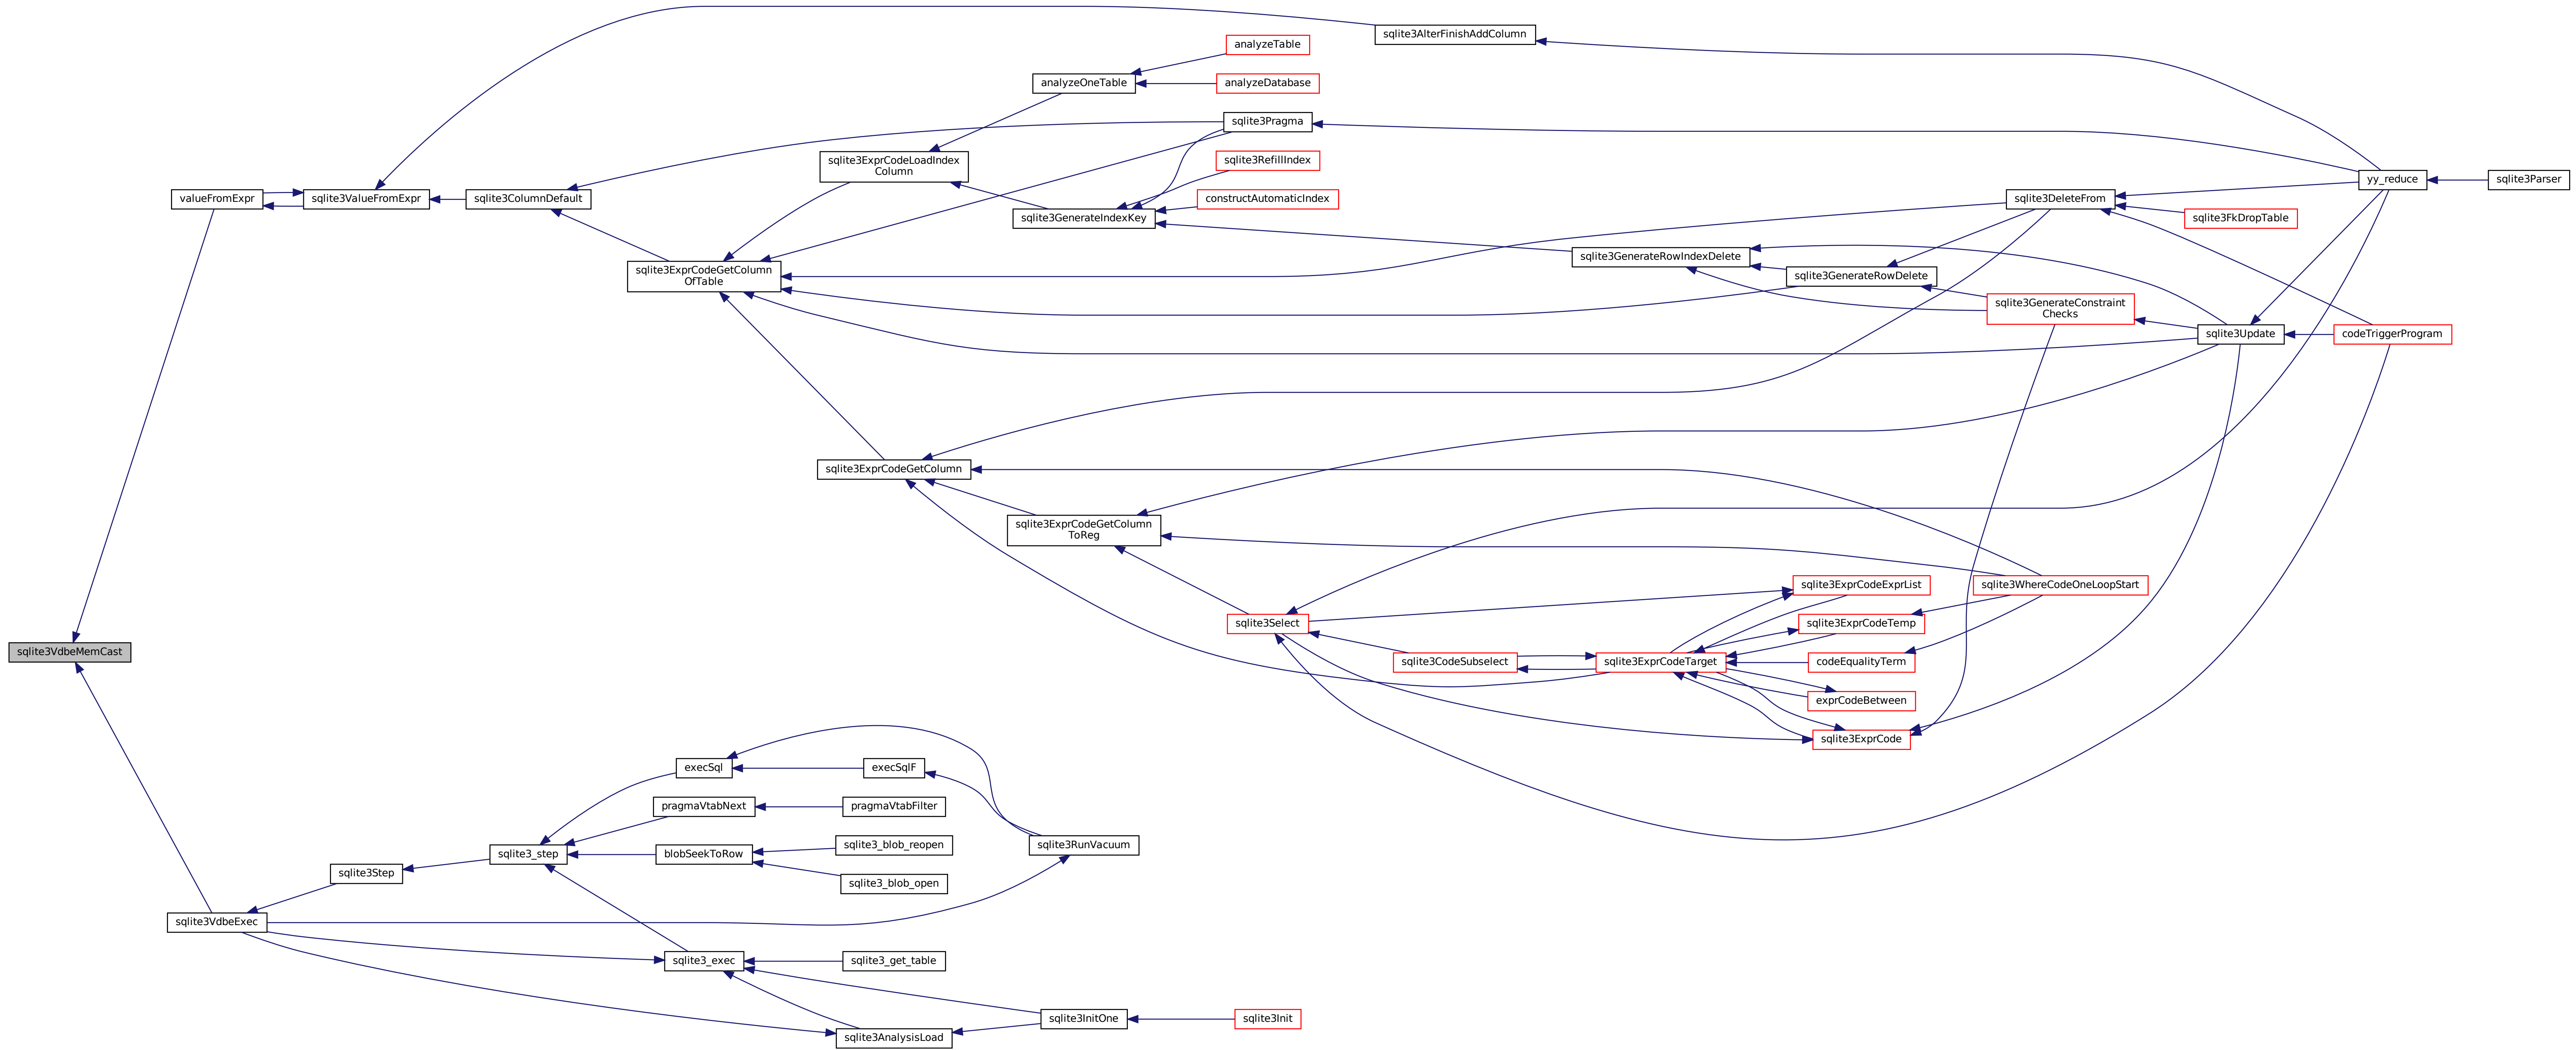 sqlite3AlterFinishAddColumn
analyzeTable
analyzeOneTable
analyzeDatabase
sqlite3Pragma
sqlite3ExprCodeLoadIndex
Column
sqlite3RefillIndex
yy_reduce
sqlite3Parser
valueFromExpr
sqlite3ValueFromExpr
sqlite3ColumnDefault
constructAutomaticIndex
sqlite3DeleteFrom
sqlite3GenerateIndexKey
sqlite3FkDropTable
sqlite3GenerateRowIndexDelete
sqlite3ExprCodeGetColumn
OfTable
sqlite3GenerateRowDelete
sqlite3GenerateConstraint
Checks
sqlite3Update
codeTriggerProgram
sqlite3ExprCodeGetColumn
sqlite3ExprCodeGetColumn
ToReg
sqlite3ExprCodeExprList
sqlite3WhereCodeOneLoopStart
sqlite3Select
sqlite3ExprCodeTemp
sqlite3VdbeMemCast
sqlite3CodeSubselect
sqlite3ExprCodeTarget
codeEqualityTerm
exprCodeBetween
sqlite3ExprCode
execSql
execSqlF
pragmaVtabNext
pragmaVtabFilter
sqlite3_step
blobSeekToRow
sqlite3_blob_reopen
sqlite3RunVacuum
sqlite3Step
sqlite3_blob_open
sqlite3VdbeExec
sqlite3_exec
sqlite3_get_table
sqlite3InitOne
sqlite3Init
sqlite3AnalysisLoad